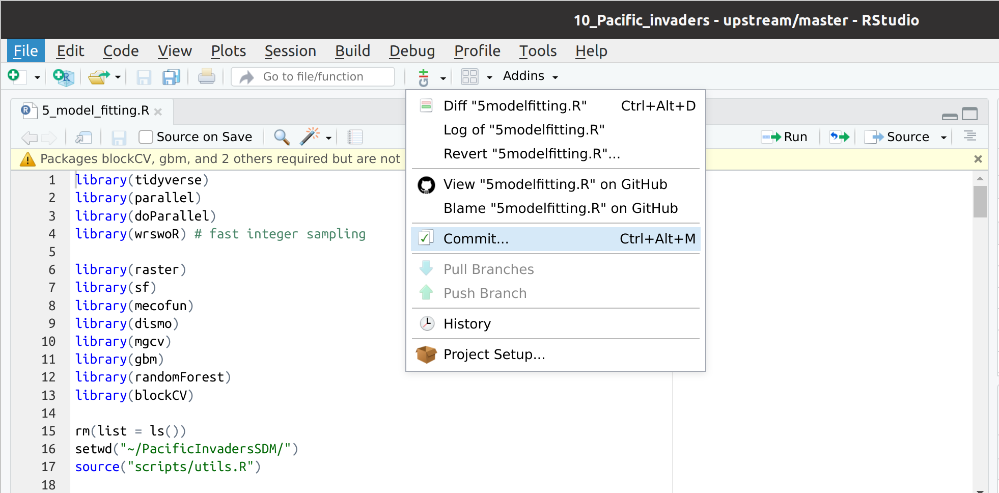 10_Pacific_invaders - upstream/master - RStudio
File Edit Code View Plots Session Build Debug Profile Tools Help
Go to file/function Addins
5_model_fitting.R
Source on Save Run Source
Packages blockCV, gbm, and 2 others required but are not
Diff "5modelfitting.R" Ctrl+Alt+D
Log of "5modelfitting.R"
Revert "5modelfitting.R"...
View "5modelfitting.R" on GitHub
Blame "5modelfitting.R" on GitHub
Commit... Ctrl+Alt+M
Pull Branches
Push Branch
History
Project Setup...
1 library(tidyverse)
2 library(parallel)
3 library(doParallel)
4 library(wrswoR) # fast integer sampling
5
6 library(raster)
7 library(sf)
8 library(mecofun)
9 library(dismo)
10 library(mgcv)
11 library(gbm)
12 library(randomForest)
13 library(blockCV)
14
15 rm(list = ls())
16 setwd("~/PacificInvadersSDM/")
17 source("scripts/utils.R")
18